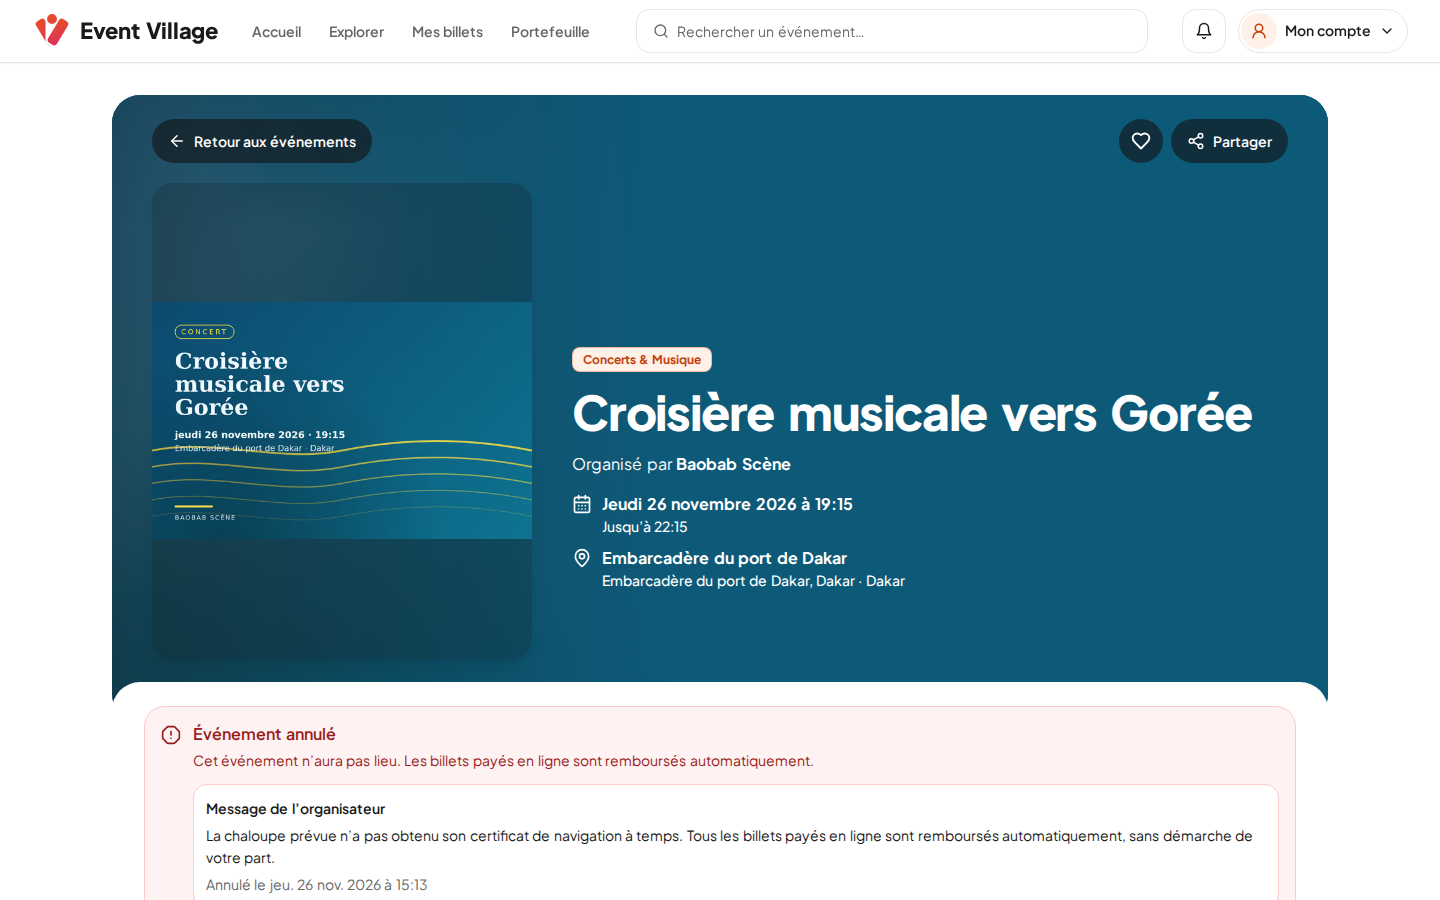 Event Village
Accueil
Explorer
Mes billets
Portefeuille
Rechercher un événement…
Mon compte
Retour aux événements
Partager
CONCERT
Croisière
musicale vers
Gorée
jeudi 26 novembre 2026 · 19:15
Embarcadère du port de Dakar · Dakar
BAOBAB SCÈNE
Concerts & Musique
Croisière musicale vers Gorée
Organisé par Baobab Scène
Jeudi 26 novembre 2026 à 19:15
Jusqu’à 22:15
Embarcadère du port de Dakar
Embarcadère du port de Dakar, Dakar · Dakar
Événement annulé
Cet événement n’aura pas lieu. Les billets payés en ligne sont remboursés automatiquement.
Message de l’organisateur
La chaloupe prévue n’a pas obtenu son certificat de navigation à temps. Tous les billets payés en ligne sont remboursés automatiquement, sans démarche de
votre part.
Annulé le jeu. 26 nov. 2026 à 15:13